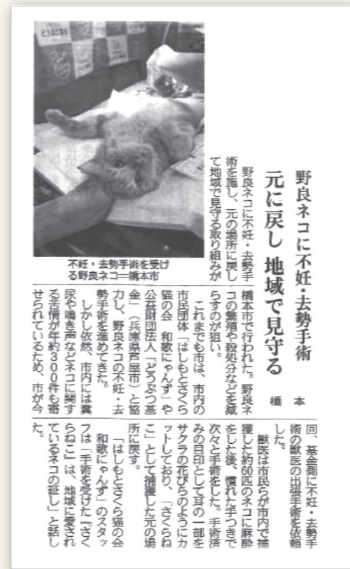 野良ネコに不妊・去勢手術
元に戻し 地域で見守る
橋本
野良ネコに不妊・去勢手
術を施し、元の場所に戻し
て地域で見守る取り組みが
橋本市で行われた。野良ネ
コの繁殖や殺処分などを減
らすのが狙い。
これまでも市は、市内の
市民団体「はしもとさくら
猫の会 和歌にゃんず」や
公益財団法人「どうぶつ基
金」(兵庫県芦屋市)と協
力し、野良ネコの不妊・去
勢手術を進めてきた。
しかし依然、市内には糞
尿や鳴き声などネコに関す
る苦情が年約300件も寄
せられているため、市が今
回、基金側に不妊・去勢手
術の獣医の出張手術を依頼
した。
獣医は市民らが市内で捕
獲した約60匹のネコに麻酔
をした後、慣れた手つきで
次々と手術をした。手術済
みの目印として耳の一部を
サクラの花びらのようにカ
ットしており、「さくらね
こ」として捕獲した元の場
所に戻す。
「はしもとさくら猫の会
和歌にゃんず」のスタッ
フは「手術を受けた『さく
らねこ』は、地域に愛され
ているネコの証し」と話し
た。
不妊・去勢手術を受け
る野良ネコ＝橋本市